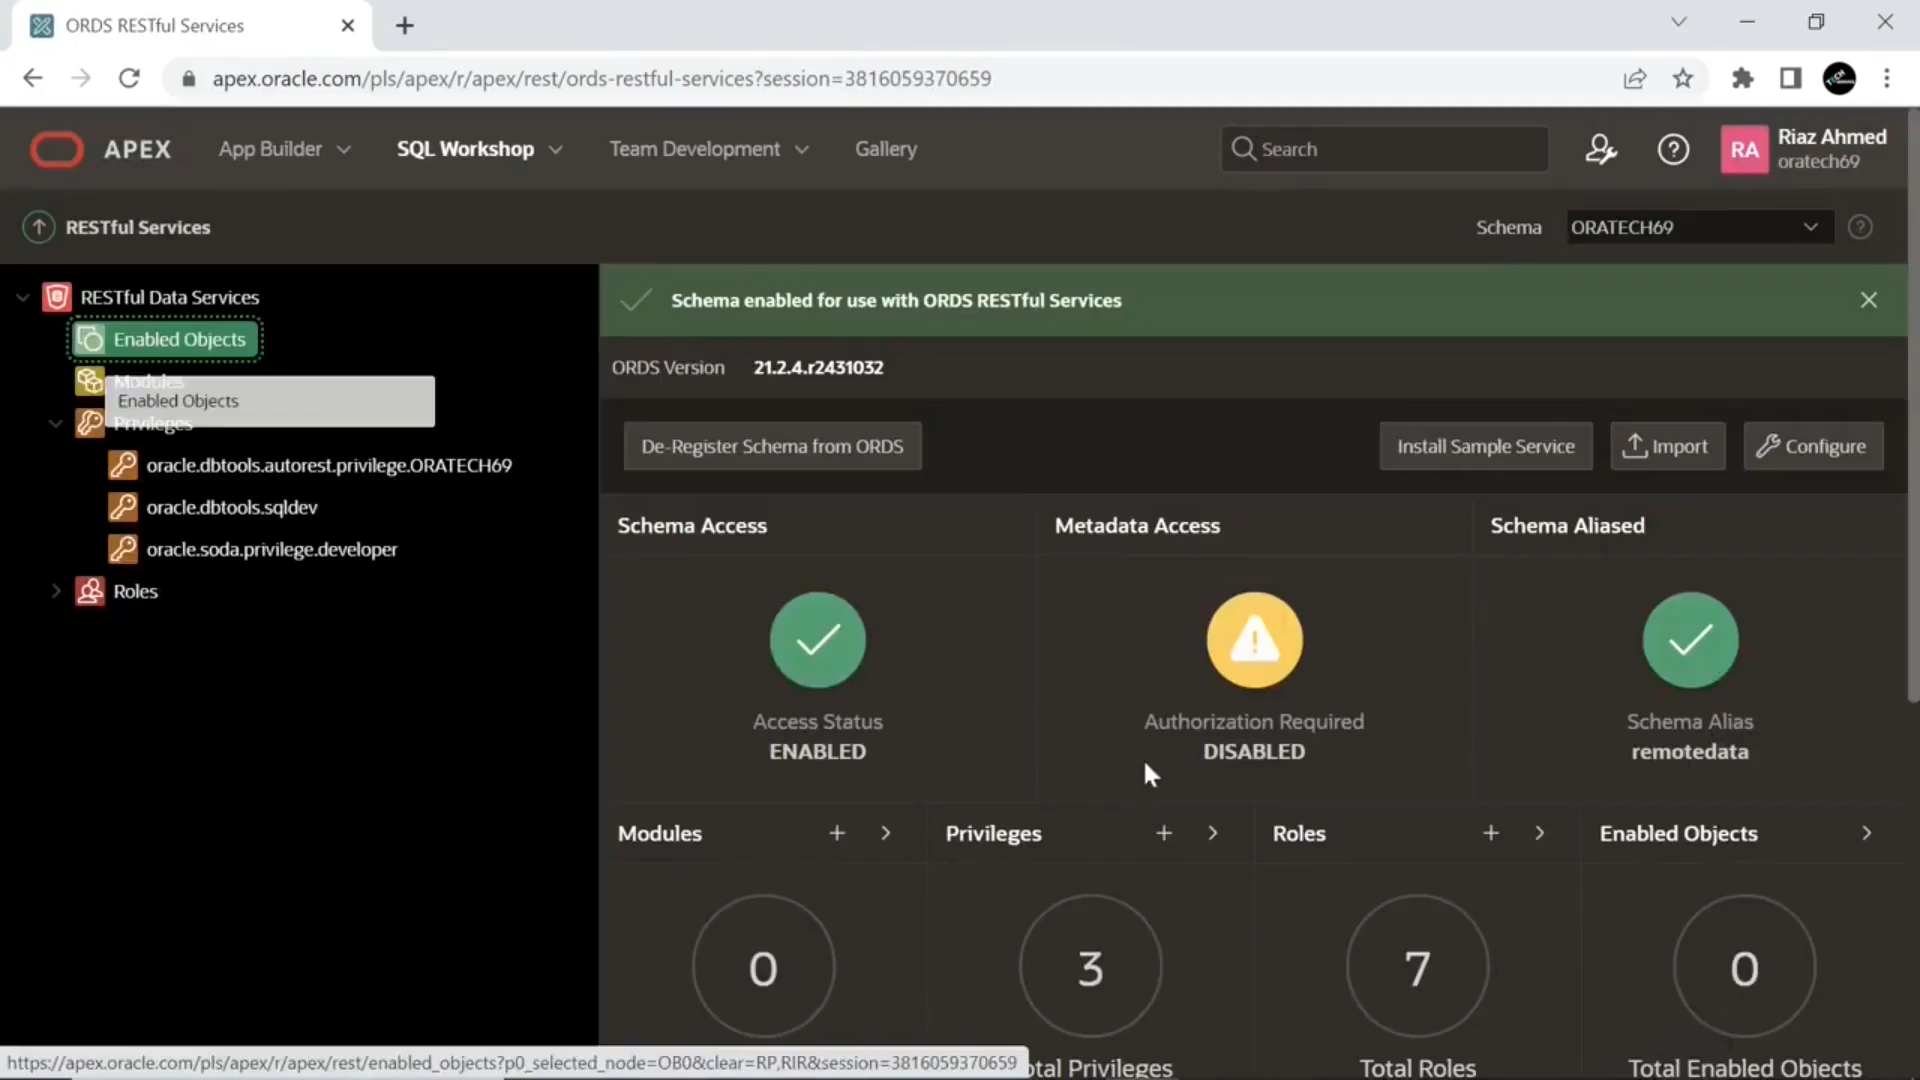 ORDS RESTful Services
apex.oracle.com/pls/apex/r/apex/rest/ords-restful-services?session=3816059370659
APEX
App Builder
SQL Workshop
Team Development
Gallery
Search
RA
Riaz Ahmed
oratech69
RESTful Services
Schema
ORATECH69
RESTful Data Services
Enabled Objects
Modules
Enabled Objects
Privileges
oracle.dbtools.autorest.privilege.ORATECH69
oracle.dbtools.sqldev
oracle.soda.privilege.developer
Roles
Schema enabled for use with ORDS RESTful Services
ORDS Version 21.2.4.r2431032
De-Register Schema from ORDS
Install Sample Service
Import
Configure
Schema Access
Metadata Access
Schema Aliased
Access Status
ENABLED
Authorization Required
DISABLED
Schema Alias
remotedata
Modules
Privileges
Roles
Enabled Objects
0
3
7
0
https://apex.oracle.com/pls/apex/r/apex/rest/enabled_objects?p0_selected_node=OB0&clear=RP,RIR&session=3816059370659
tal Privileges
Total Roles
Total Enabled Objects